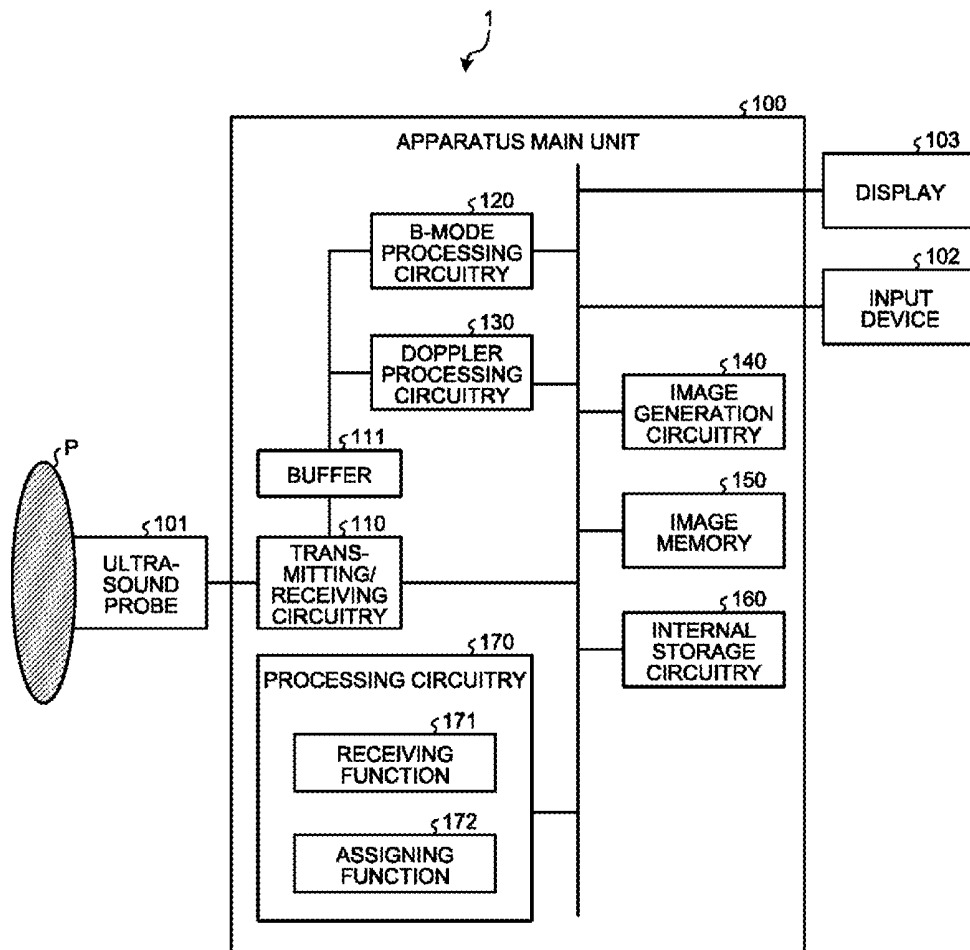 1
100
APPARATUS MAIN UNIT
103
DISPLAY
120
B-MODE
PROCESSING
CIRCUITRY
102
INPUT
DEVICE
130
DOPPLER
PROCESSING
CIRCUITRY
140
IMAGE
GENERATION
CIRCUITRY
111
BUFFER
P
150
IMAGE
MEMORY
101
ULTRA-
SOUND
PROBE
110
TRANS-
MITTING/
RECEIVING
CIRCUITRY
160
INTERNAL
STORAGE
CIRCUITRY
170
PROCESSING CIRCUITRY
171
RECEIVING
FUNCTION
172
ASSIGNING
FUNCTION